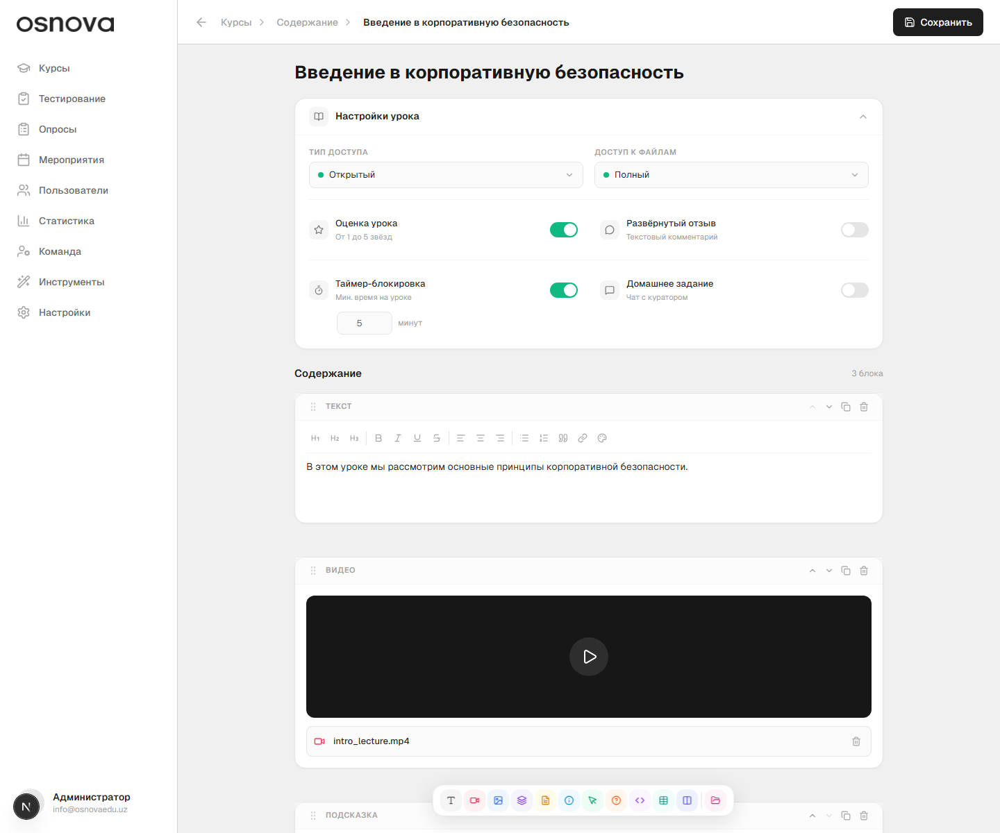 osnova
Курсы
Тестирование
Опросы
Мероприятия
Пользователи
Статистика
Команда
Инструменты
Настройки
N
Администратор
info@osnovaedu.uz
Курсы
Содержание
Введение в корпоративную безопасность
Сохранить
Введение в корпоративную безопасность
Настройки урока
ТИП ДОСТУПА
Открытый
ДОСТУП К ФАЙЛАМ
Полный
Оценка урока
От 1 до 5 звёзд
Развёрнутый отзыв
Текстовый комментарий
Таймер-блокировка
Мин. время на уроке
5 минут
Домашнее задание
Чат с куратором
Содержание
3 блока
ТЕКСТ
H1 H2 H3 B I U S
В этом уроке мы рассмотрим основные принципы корпоративной безопасности.
ВИДЕО
intro_lecture.mp4
T
ПОДСКАЗКА